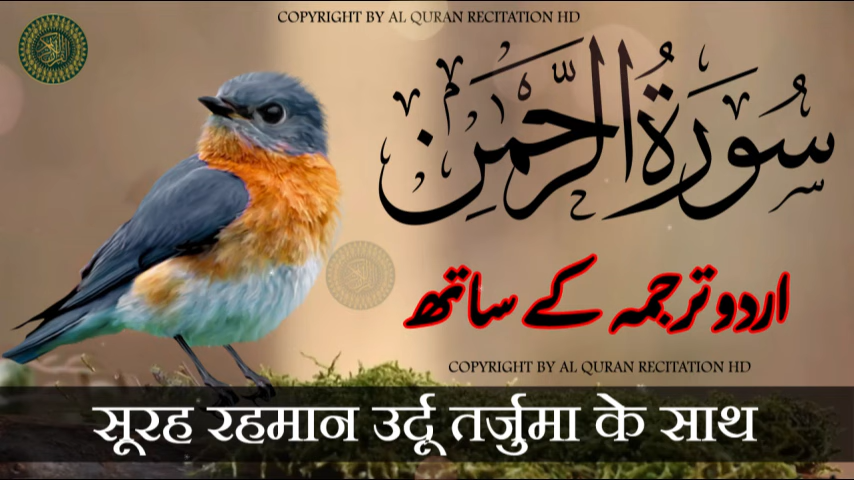 COPYRIGHT BY AL QURAN RECITATION HD
سُورَةُ الرَّحْمٰنِ
اردو ترجمہ کے ساتھ
COPYRIGHT BY AL QURAN RECITATION HD
सूरह रहमान उर्दू तर्जुमा के साथ